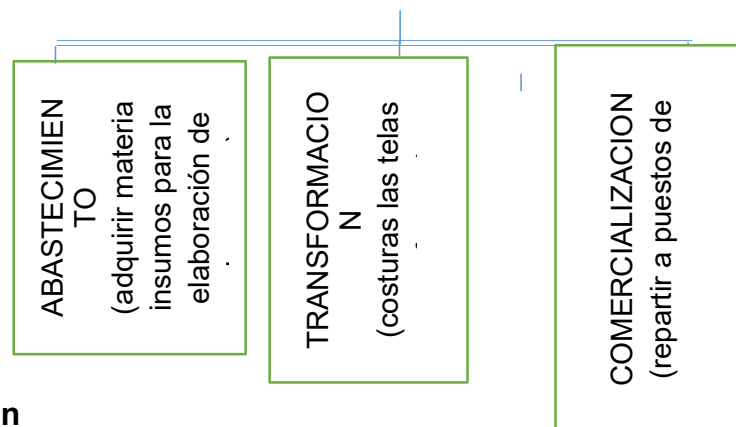 ABASTECIMIEN
TO
(adquirir materia
insumos para la
elaboración de
TRANSFORMACIO
N
(costuras las telas
COMERCIALIZACION
(repartir a puestos de
n